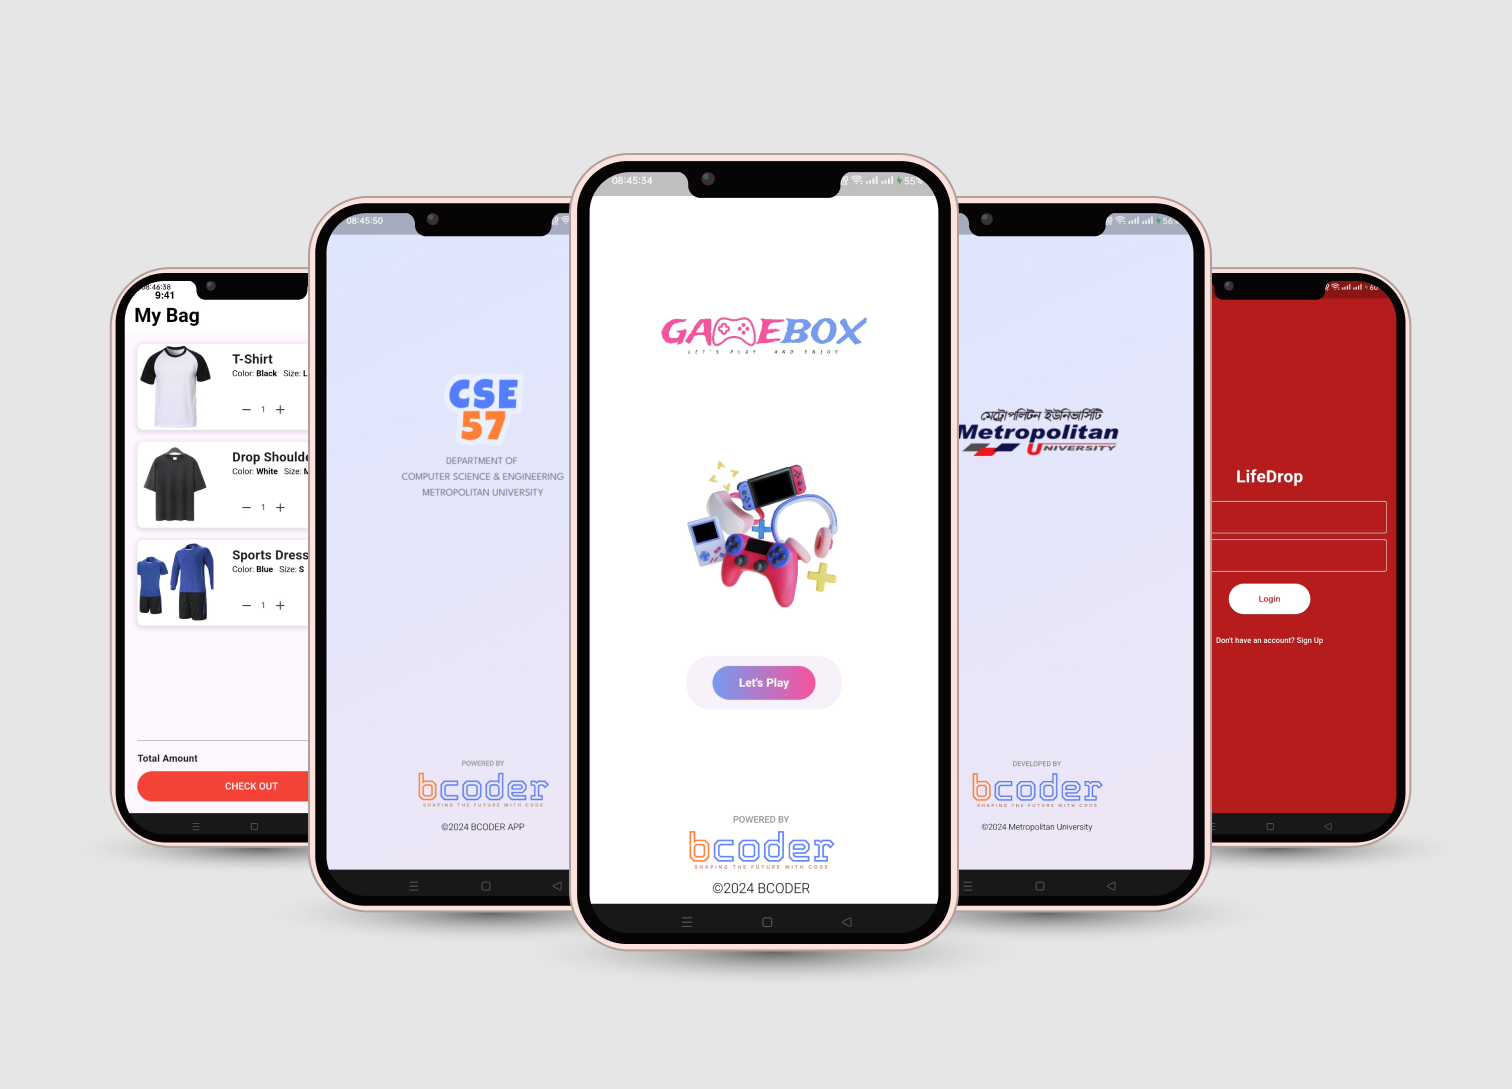 08:46:38
9:41
My Bag
T-Shirt
Color: Black Size: L
1
Drop Shoulde
Color: White Size: M
1
Sports Dress
Color: Blue Size: S
1
Total Amount
CHECK OUT
08:45:50
CSE
57
DEPARTMENT OF
COMPUTER SCIENCE & ENGINEERING
METROPOLITAN UNIVERSITY
POWERED BY
bcoder
SHAPING THE FUTURE WITH CODE
©2024 BCODER APP
08:45:34
55%
GAMEBOX
LET'S PLAY AND ENJOY
Let's Play
POWERED BY
bcoder
SHAPING THE FUTURE WITH CODE
©2024 BCODER
56
মেট্রোপলিটন ইউনিভার্সিটি
Metropolitan
UNIVERSITY
DEVELOPED BY
bcoder
SHAPING THE FUTURE WITH CODE
©2024 Metropolitan University
60
LifeDrop
Login
Don't have an account? Sign Up